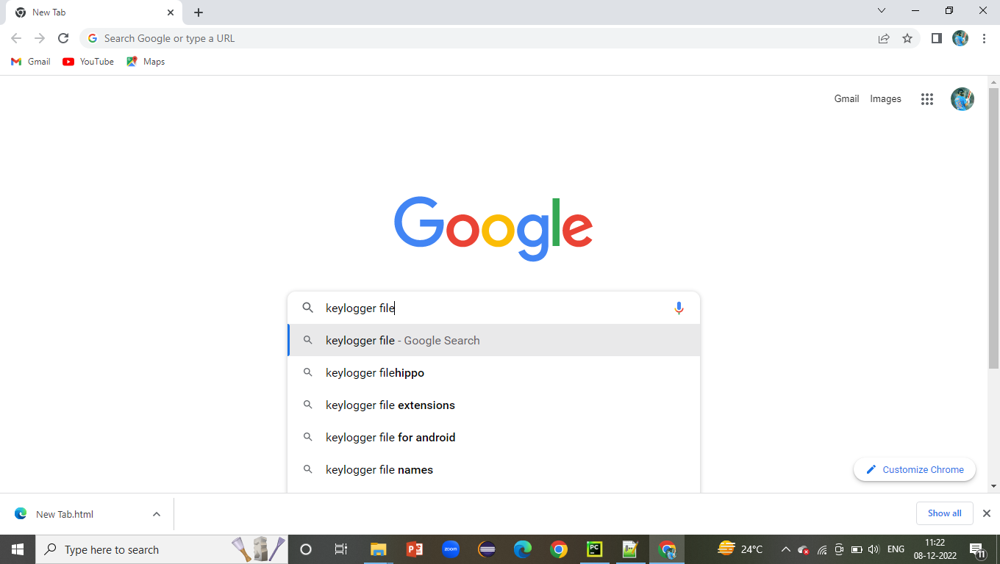 New Tab
Search Google or type a URL
Gmail YouTube Maps
Gmail Images
Google
keylogger file
keylogger file - Google Search
keylogger filehippo
keylogger file extensions
keylogger file for android
keylogger file names
Customize Chrome
New Tab.html
Show all
Type here to search
P
zoom
PC
24°C
ENG
11:22
08-12-2022
11